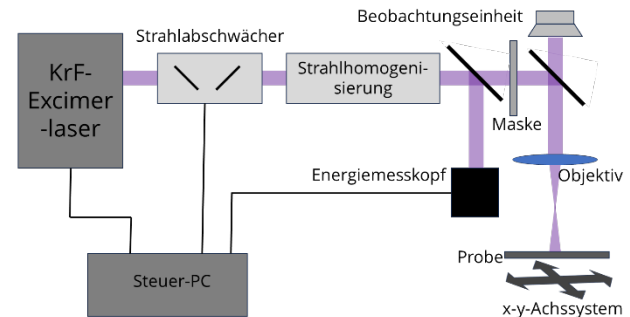 Beobachtungseinheit
Strahlabschwächer
KrF-
Excimer
-laser
Strahlhomogeni-
sierung
Maske
Energiemesskopf
Objektiv
Probe
Steuer-PC
x-y-Achssystem